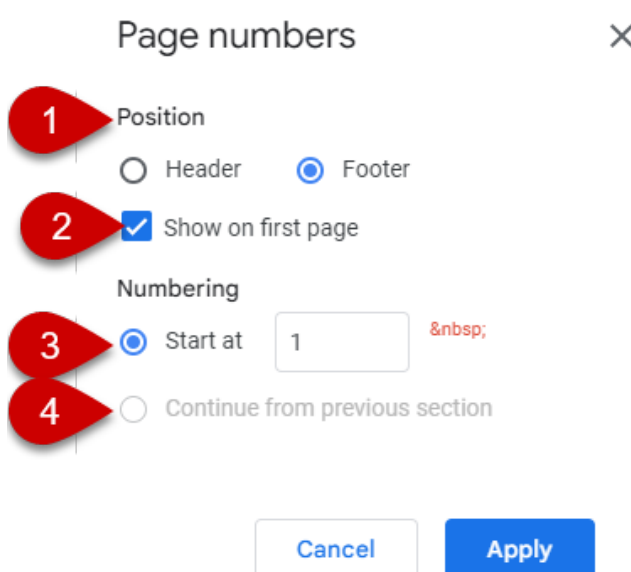 Page numbers
1 Position
Header Footer
2 Show on first page
Numbering
3 Start at 1 &nbsp;
4 Continue from previous section
Cancel Apply